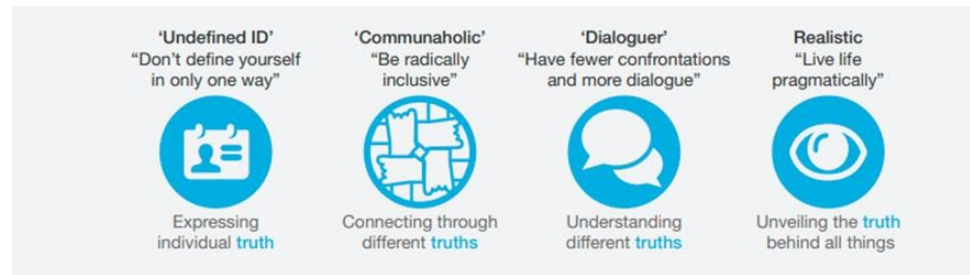 ‘Undefined ID’
“Don’t define yourself
in only one way”
Expressing
individual truth
‘Communaholic’
“Be radically
inclusive”
Connecting through
different truths
‘Dialoguer’
“Have fewer confrontations
and more dialogue”
Understanding
different truths
Realistic
“Live life
pragmatically”
Unveiling the truth
behind all things